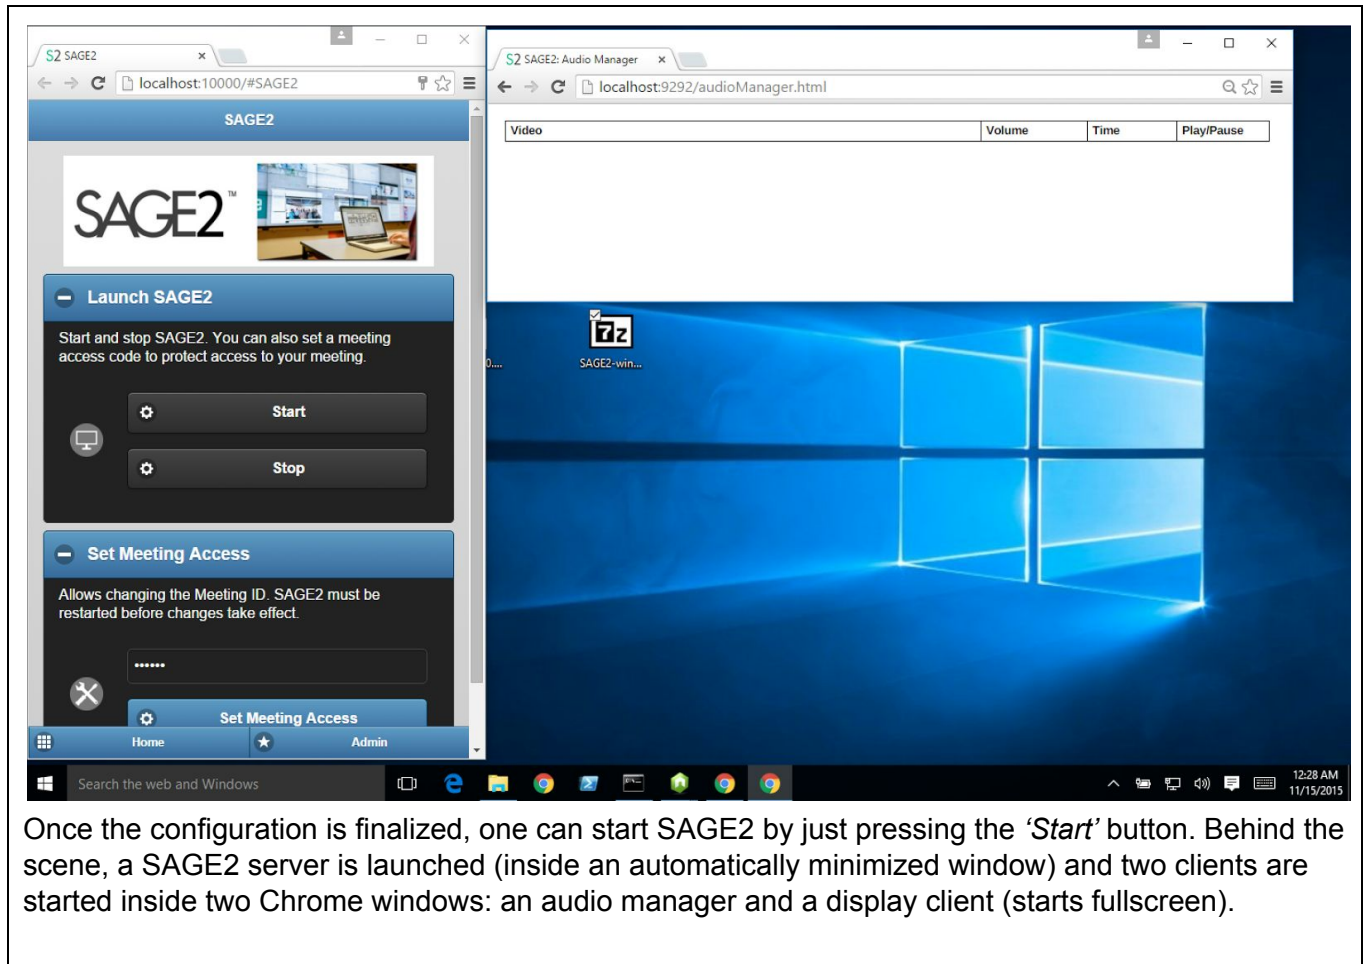 S2 SAGE2
localhost:10000/#SAGE2
SAGE2
SAGE2™
Launch SAGE2
Start and stop SAGE2. You can also set a meeting
access code to protect access to your meeting.
Start
Stop
Set Meeting Access
Allows changing the Meeting ID. SAGE2 must be
restarted before changes take effect.
••••••
Set Meeting Access
Home
Admin
S2 SAGE2: Audio Manager
localhost:9292/audioManager.html
Video Volume Time Play/Pause
0....
7z
SAGE2-win...
Search the web and Windows
12:28 AM
11/15/2015
Once the configuration is finalized, one can start SAGE2 by just pressing the ‘Start’ button. Behind the
scene, a SAGE2 server is launched (inside an automatically minimized window) and two clients are
started inside two Chrome windows: an audio manager and a display client (starts fullscreen).